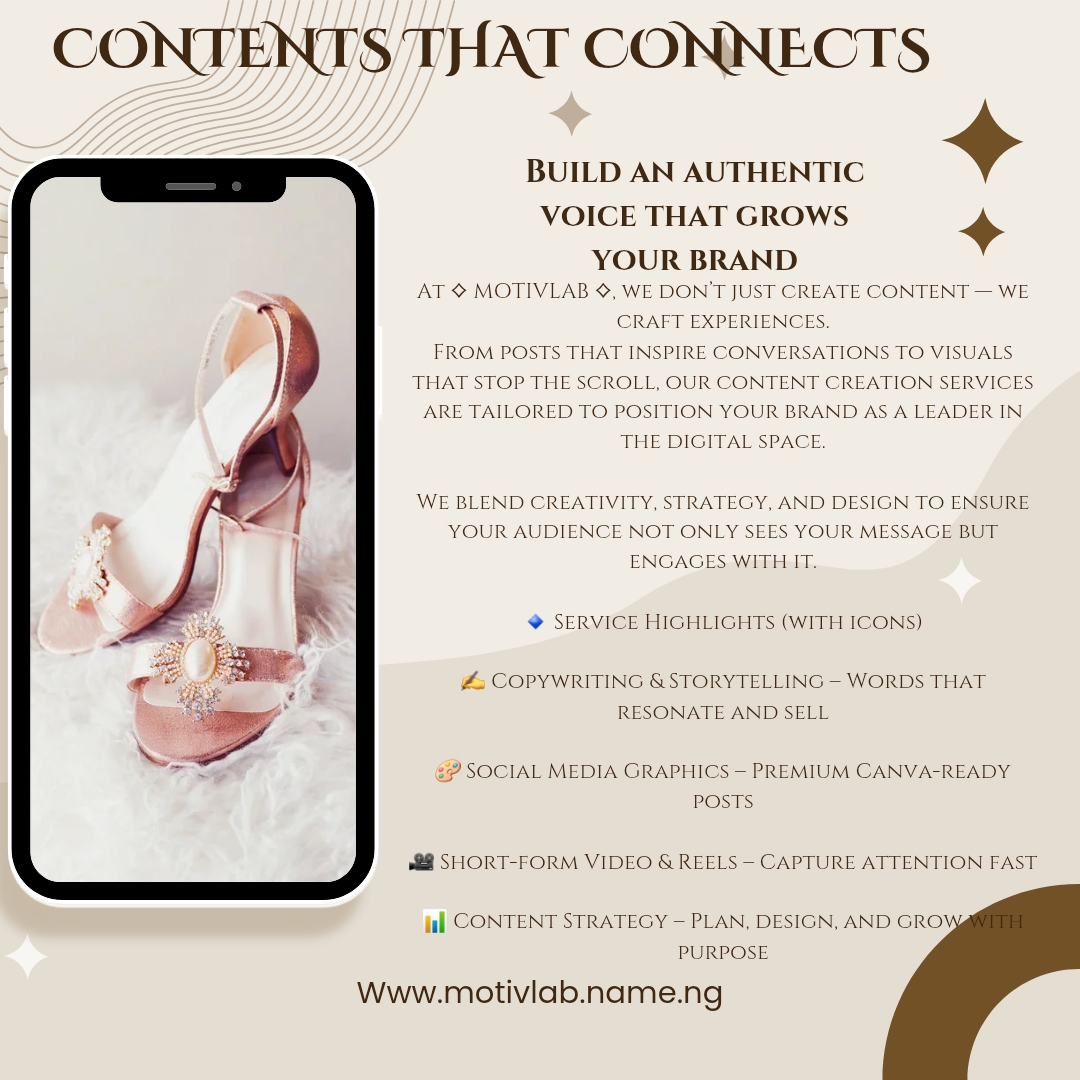 CONTENTS THAT CONNECTS
Build an authentic
voice that grows
your brand
At ✧ MOTIVLAB ✧, we don’t just create content — we
craft experiences.
From posts that inspire conversations to visuals
that stop the scroll, our content creation services
are tailored to position your brand as a leader in
the digital space.
We blend creativity, strategy, and design to ensure
your audience not only sees your message but
engages with it.
🔹 Service Highlights (with icons)
✍️ Copywriting & Storytelling – Words that
resonate and sell
🎨 Social Media Graphics – Premium Canva-ready
posts
🎥 Short-form Video & Reels – Capture attention fast
📊 Content Strategy – Plan, design, and grow with
purpose
Www.motivlab.name.ng